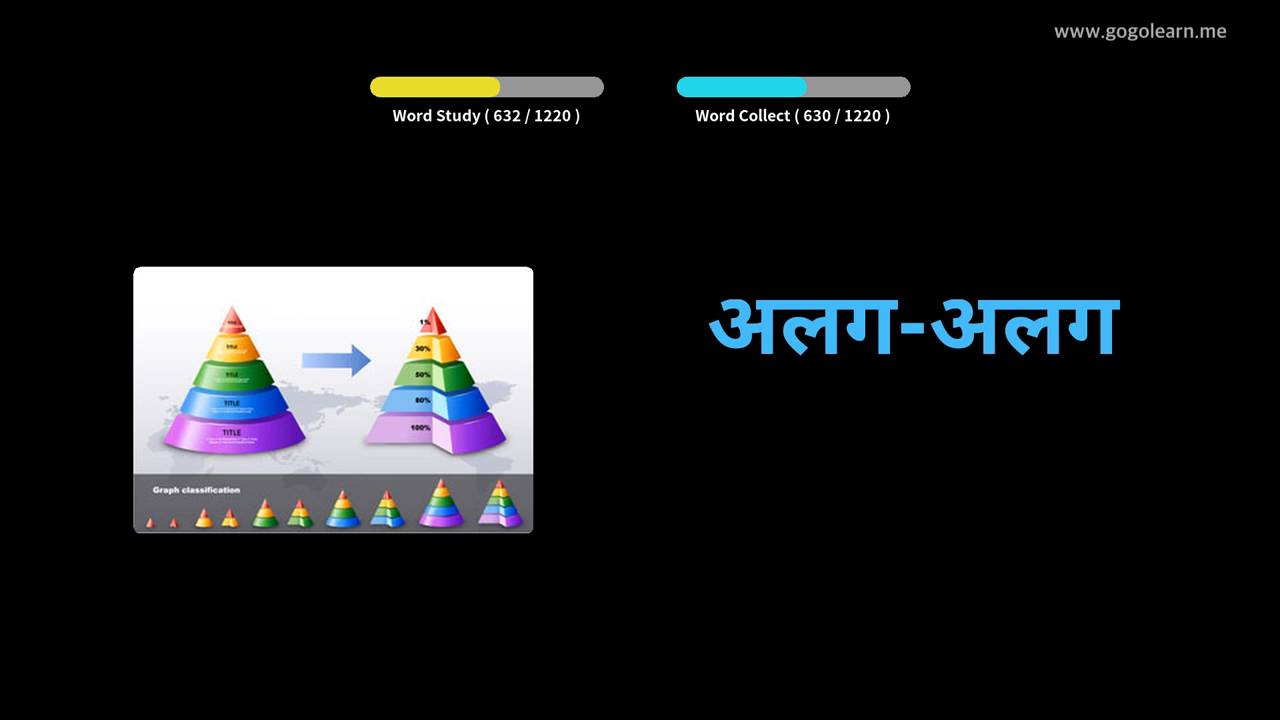 www.gogolearn.me
Word Study ( 632 / 1220 )
Word Collect ( 630 / 1220 )
अलग-अलग
TITLE
TITLE
TITLE
TITLE
1%
30%
50%
80%
100%
Graph classification